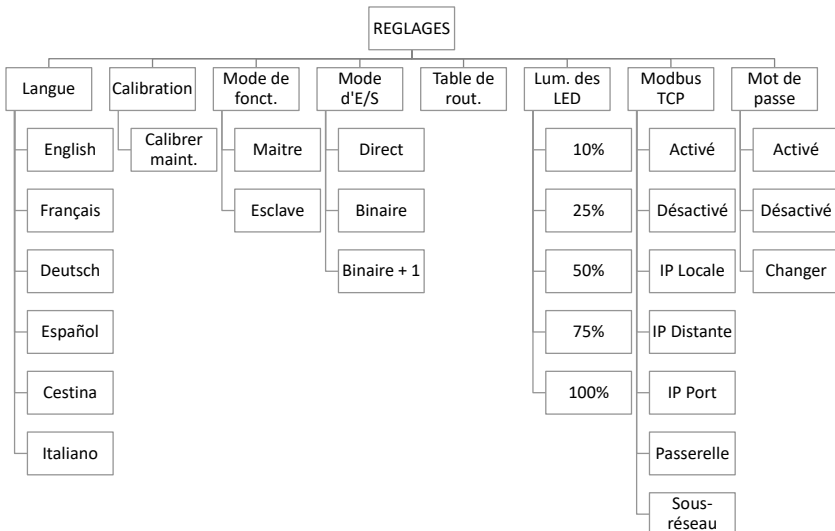 REGLAGES
Langue
Calibration
Mode de
fonct.
Mode
d'E/S
Table de
rout.
Lum. des
LED
Modbus
TCP
Mot de
passe
English
Français
Deutsch
Español
Cestina
Italiano
Calibrer
maint.
Maitre
Esclave
Direct
Binaire
Binaire + 1
10%
25%
50%
75%
100%
Activé
Désactivé
IP Locale
IP Distante
IP Port
Passerelle
Sous-
réseau
Activé
Désactivé
Changer